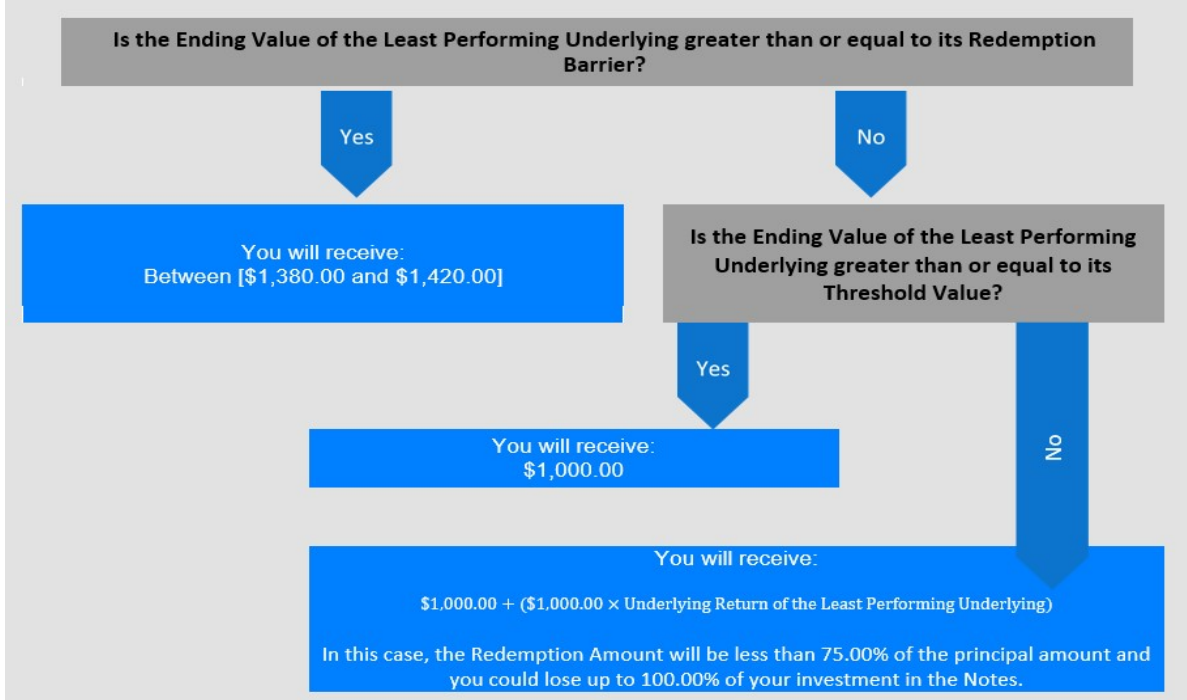 Is the Ending Value of the Least Performing Underlying greater than or equal to its Redemption
Barrier?
Yes
No
You will receive:
Between [$1,380.00 and $1,420.00]
Is the Ending Value of the Least Performing
Underlying greater than or equal to its
Threshold Value?
Yes
No
You will receive:
$1,000.00
You will receive:
$1,000.00 + ($1,000.00 × Underlying Return of the Least Performing Underlying)
In this case, the Redemption Amount will be less than 75.00% of the principal amount and
you could lose up to 100.00% of your investment in the Notes.